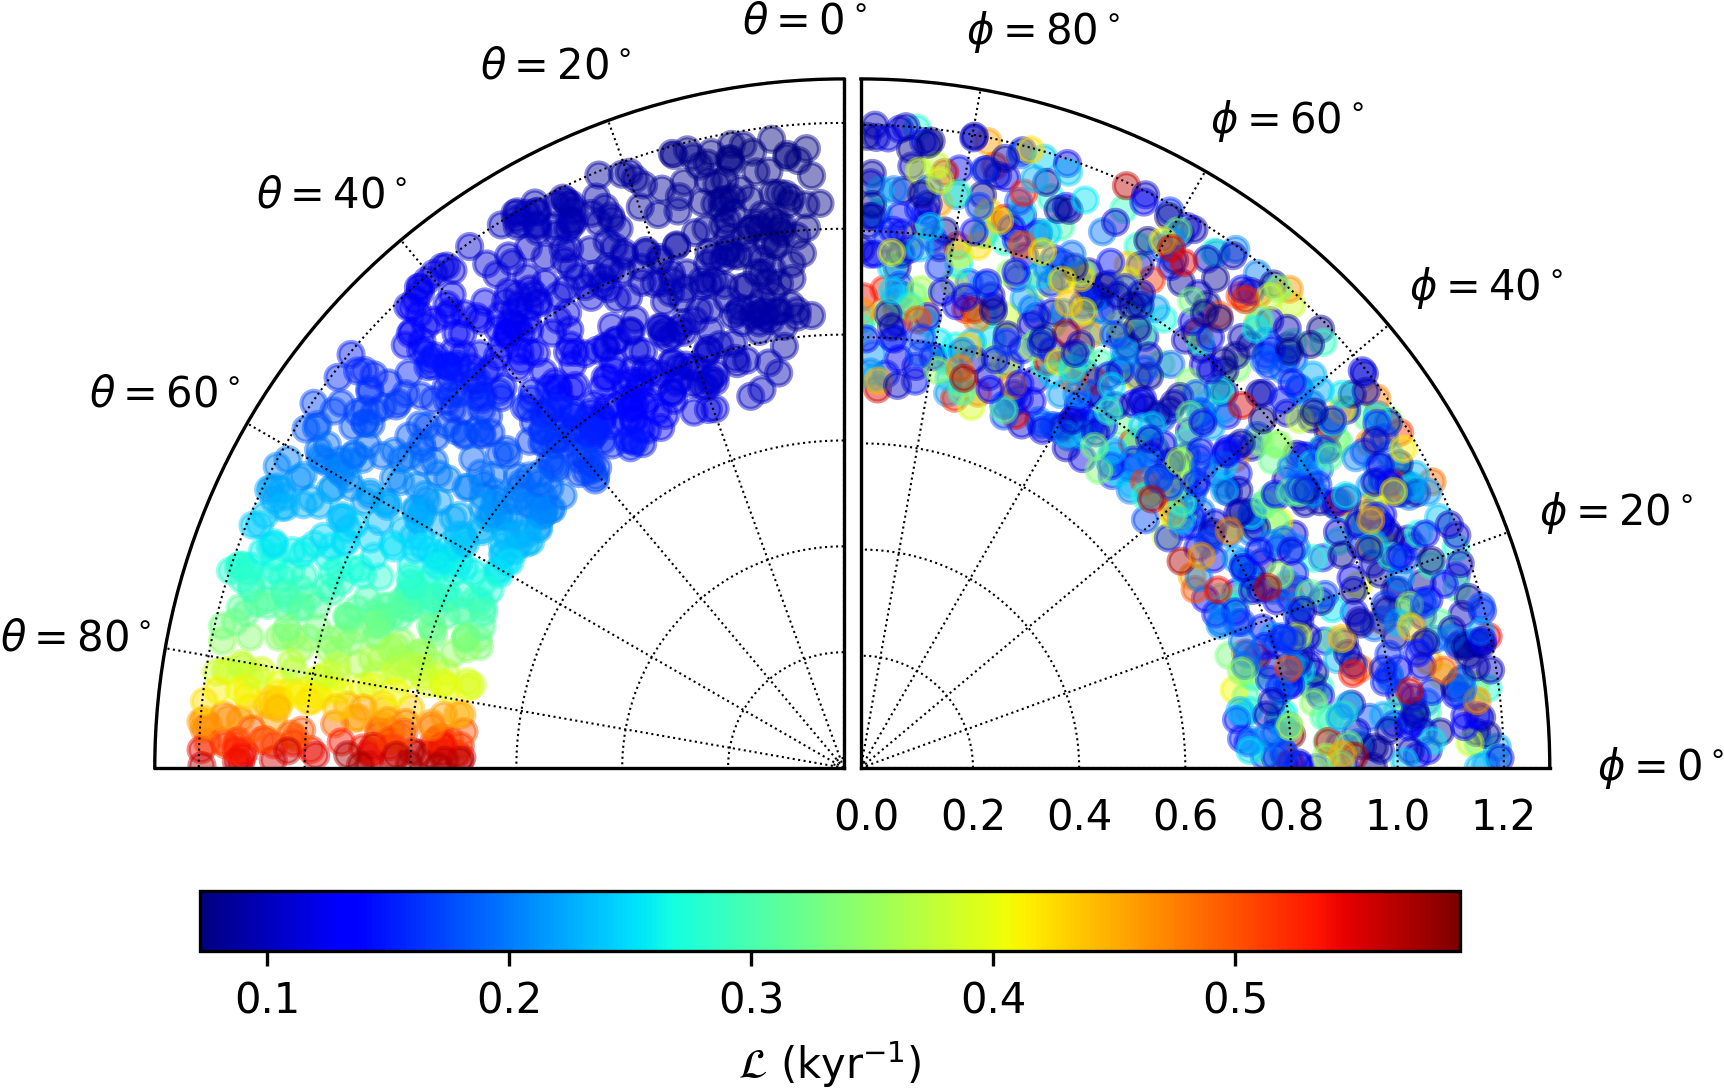 θ = 0°
ϕ = 80°
θ = 20°
ϕ = 60°
θ = 40°
ϕ = 40°
θ = 60°
ϕ = 20°
θ = 80°
ϕ = 0°
0.0 0.2 0.4 0.6 0.8 1.0 1.2
0.1 0.2 0.3 0.4 0.5
ℒ (kyr⁻¹)